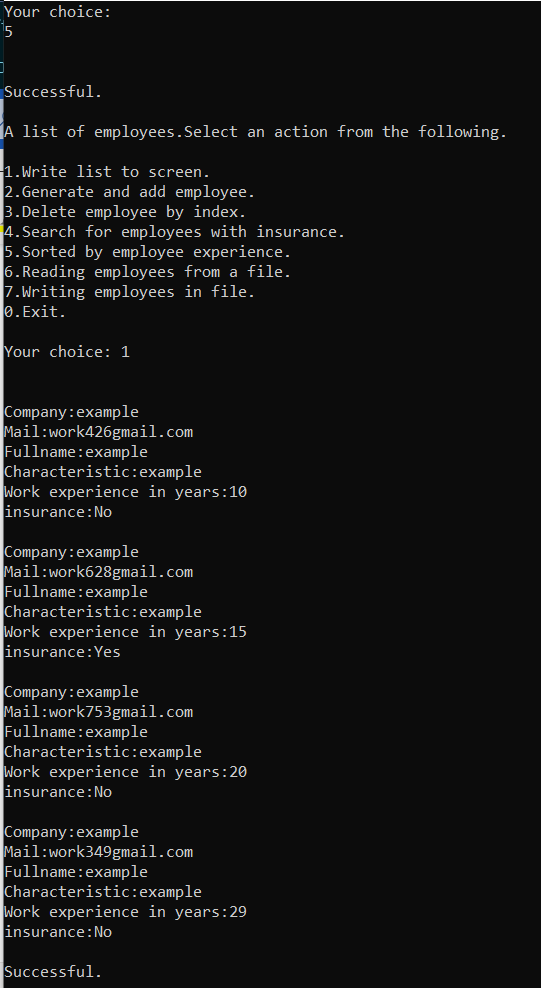 Your choice:
5
Successful.
A list of employees.Select an action from the following.
1.Write list to screen.
2.Generate and add employee.
3.Delete employee by index.
4.Search for employees with insurance.
5.Sorted by employee experience.
6.Reading employees from a file.
7.Writing employees in file.
0.Exit.
Your choice: 1
Company:example
Mail:work426gmail.com
Fullname:example
Characteristic:example
Work experience in years:10
insurance:No
Company:example
Mail:work628gmail.com
Fullname:example
Characteristic:example
Work experience in years:15
insurance:Yes
Company:example
Mail:work753gmail.com
Fullname:example
Characteristic:example
Work experience in years:20
insurance:No
Company:example
Mail:work349gmail.com
Fullname:example
Characteristic:example
Work experience in years:29
insurance:No
Successful.